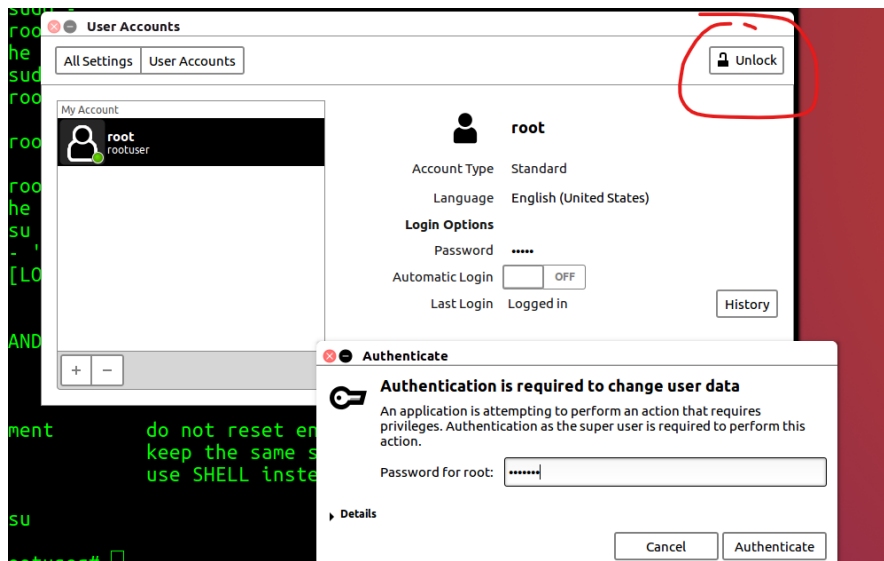 roo
he
sud
roo
roo
roo
he
su
- '
[LO
AND
ment do not reset en
keep the same s
use SHELL inste
su
User Accounts
All Settings User Accounts
Unlock
My Account
root
rootuser
root
Account Type Standard
Language English (United States)
Login Options
Password •••••
Automatic Login OFF
Last Login Logged in
History
+ −
Authenticate
Authentication is required to change user data
An application is attempting to perform an action that requires
privileges. Authentication as the super user is required to perform this
action.
Password for root: •••••••
Details
Cancel Authenticate